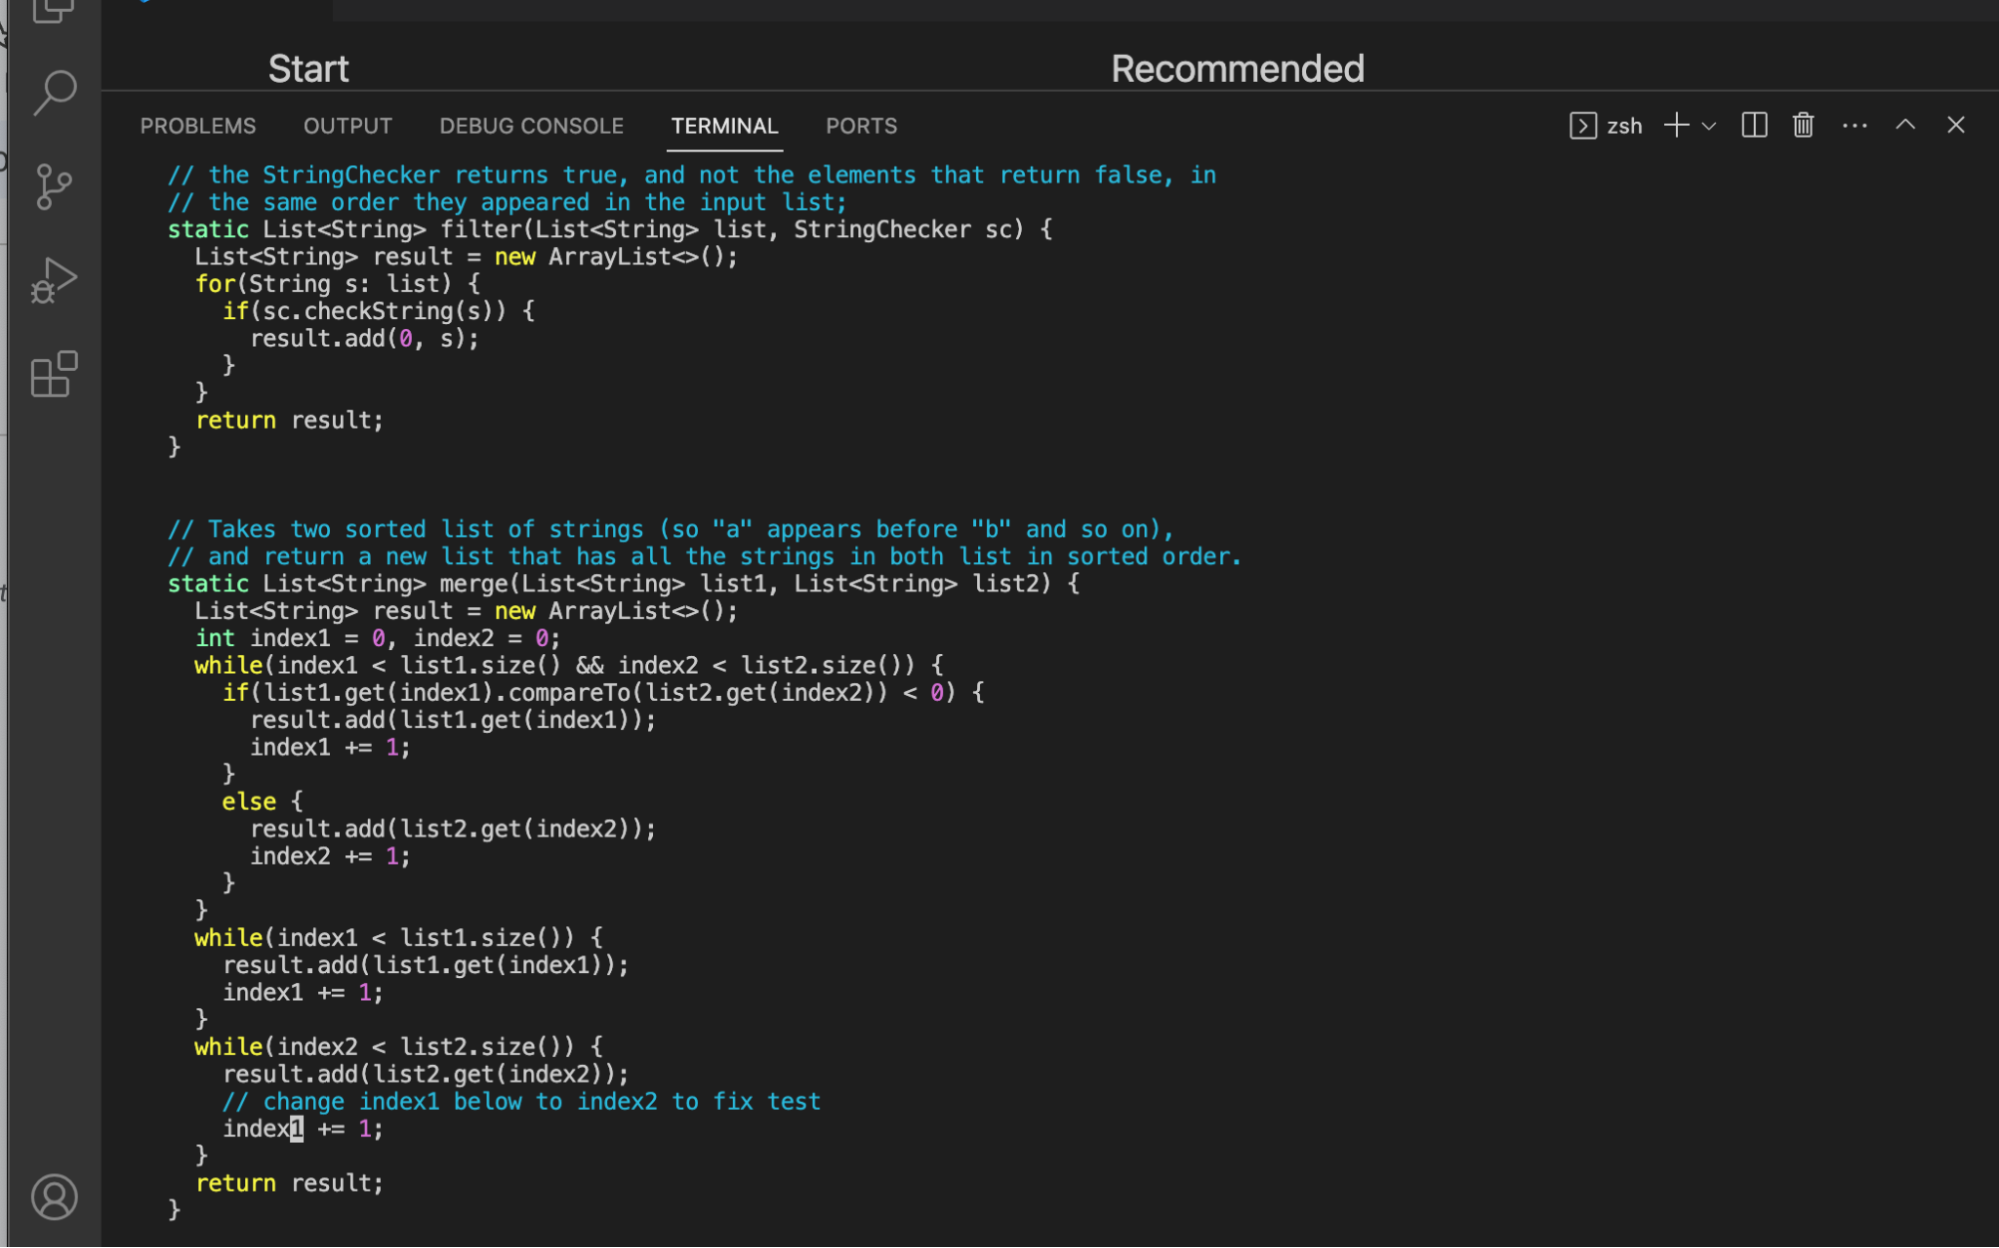 Start
Recommended
PROBLEMS OUTPUT DEBUG CONSOLE TERMINAL PORTS
zsh
// the StringChecker returns true, and not the elements that return false, in
// the same order they appeared in the input list;
static List<String> filter(List<String> list, StringChecker sc) {
  List<String> result = new ArrayList<>();
  for(String s: list) {
    if(sc.checkString(s)) {
      result.add(0, s);
    }
  }
  return result;
}
// Takes two sorted list of strings (so "a" appears before "b" and so on),
// and return a new list that has all the strings in both list in sorted order.
static List<String> merge(List<String> list1, List<String> list2) {
  List<String> result = new ArrayList<>();
  int index1 = 0, index2 = 0;
  while(index1 < list1.size() && index2 < list2.size()) {
    if(list1.get(index1).compareTo(list2.get(index2)) < 0) {
      result.add(list1.get(index1));
      index1 += 1;
    }
    else {
      result.add(list2.get(index2));
      index2 += 1;
    }
  }
  while(index1 < list1.size()) {
    result.add(list1.get(index1));
    index1 += 1;
  }
  while(index2 < list2.size()) {
    result.add(list2.get(index2));
    // change index1 below to index2 to fix test
    index1 += 1;
  }
  return result;
}